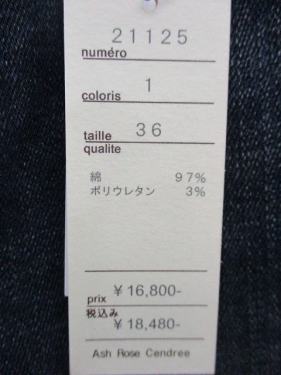 21125
numéro
coloris 1
taille 36
qualite
綿 97%
ポリウレタン 3%
prix ¥16,800-
税込み
¥18,480-
Ash Rose Cendree